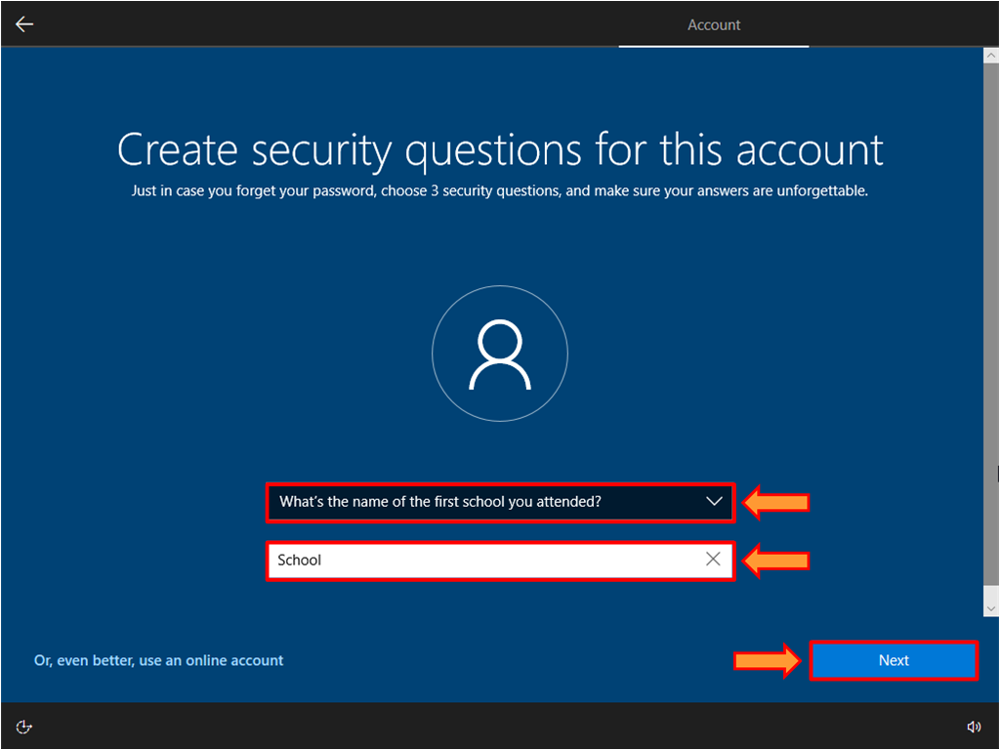 Account
Create security questions for this account
Just in case you forget your password, choose 3 security questions, and make sure your answers are unforgettable.
What's the name of the first school you attended?
School
Or, even better, use an online account
Next